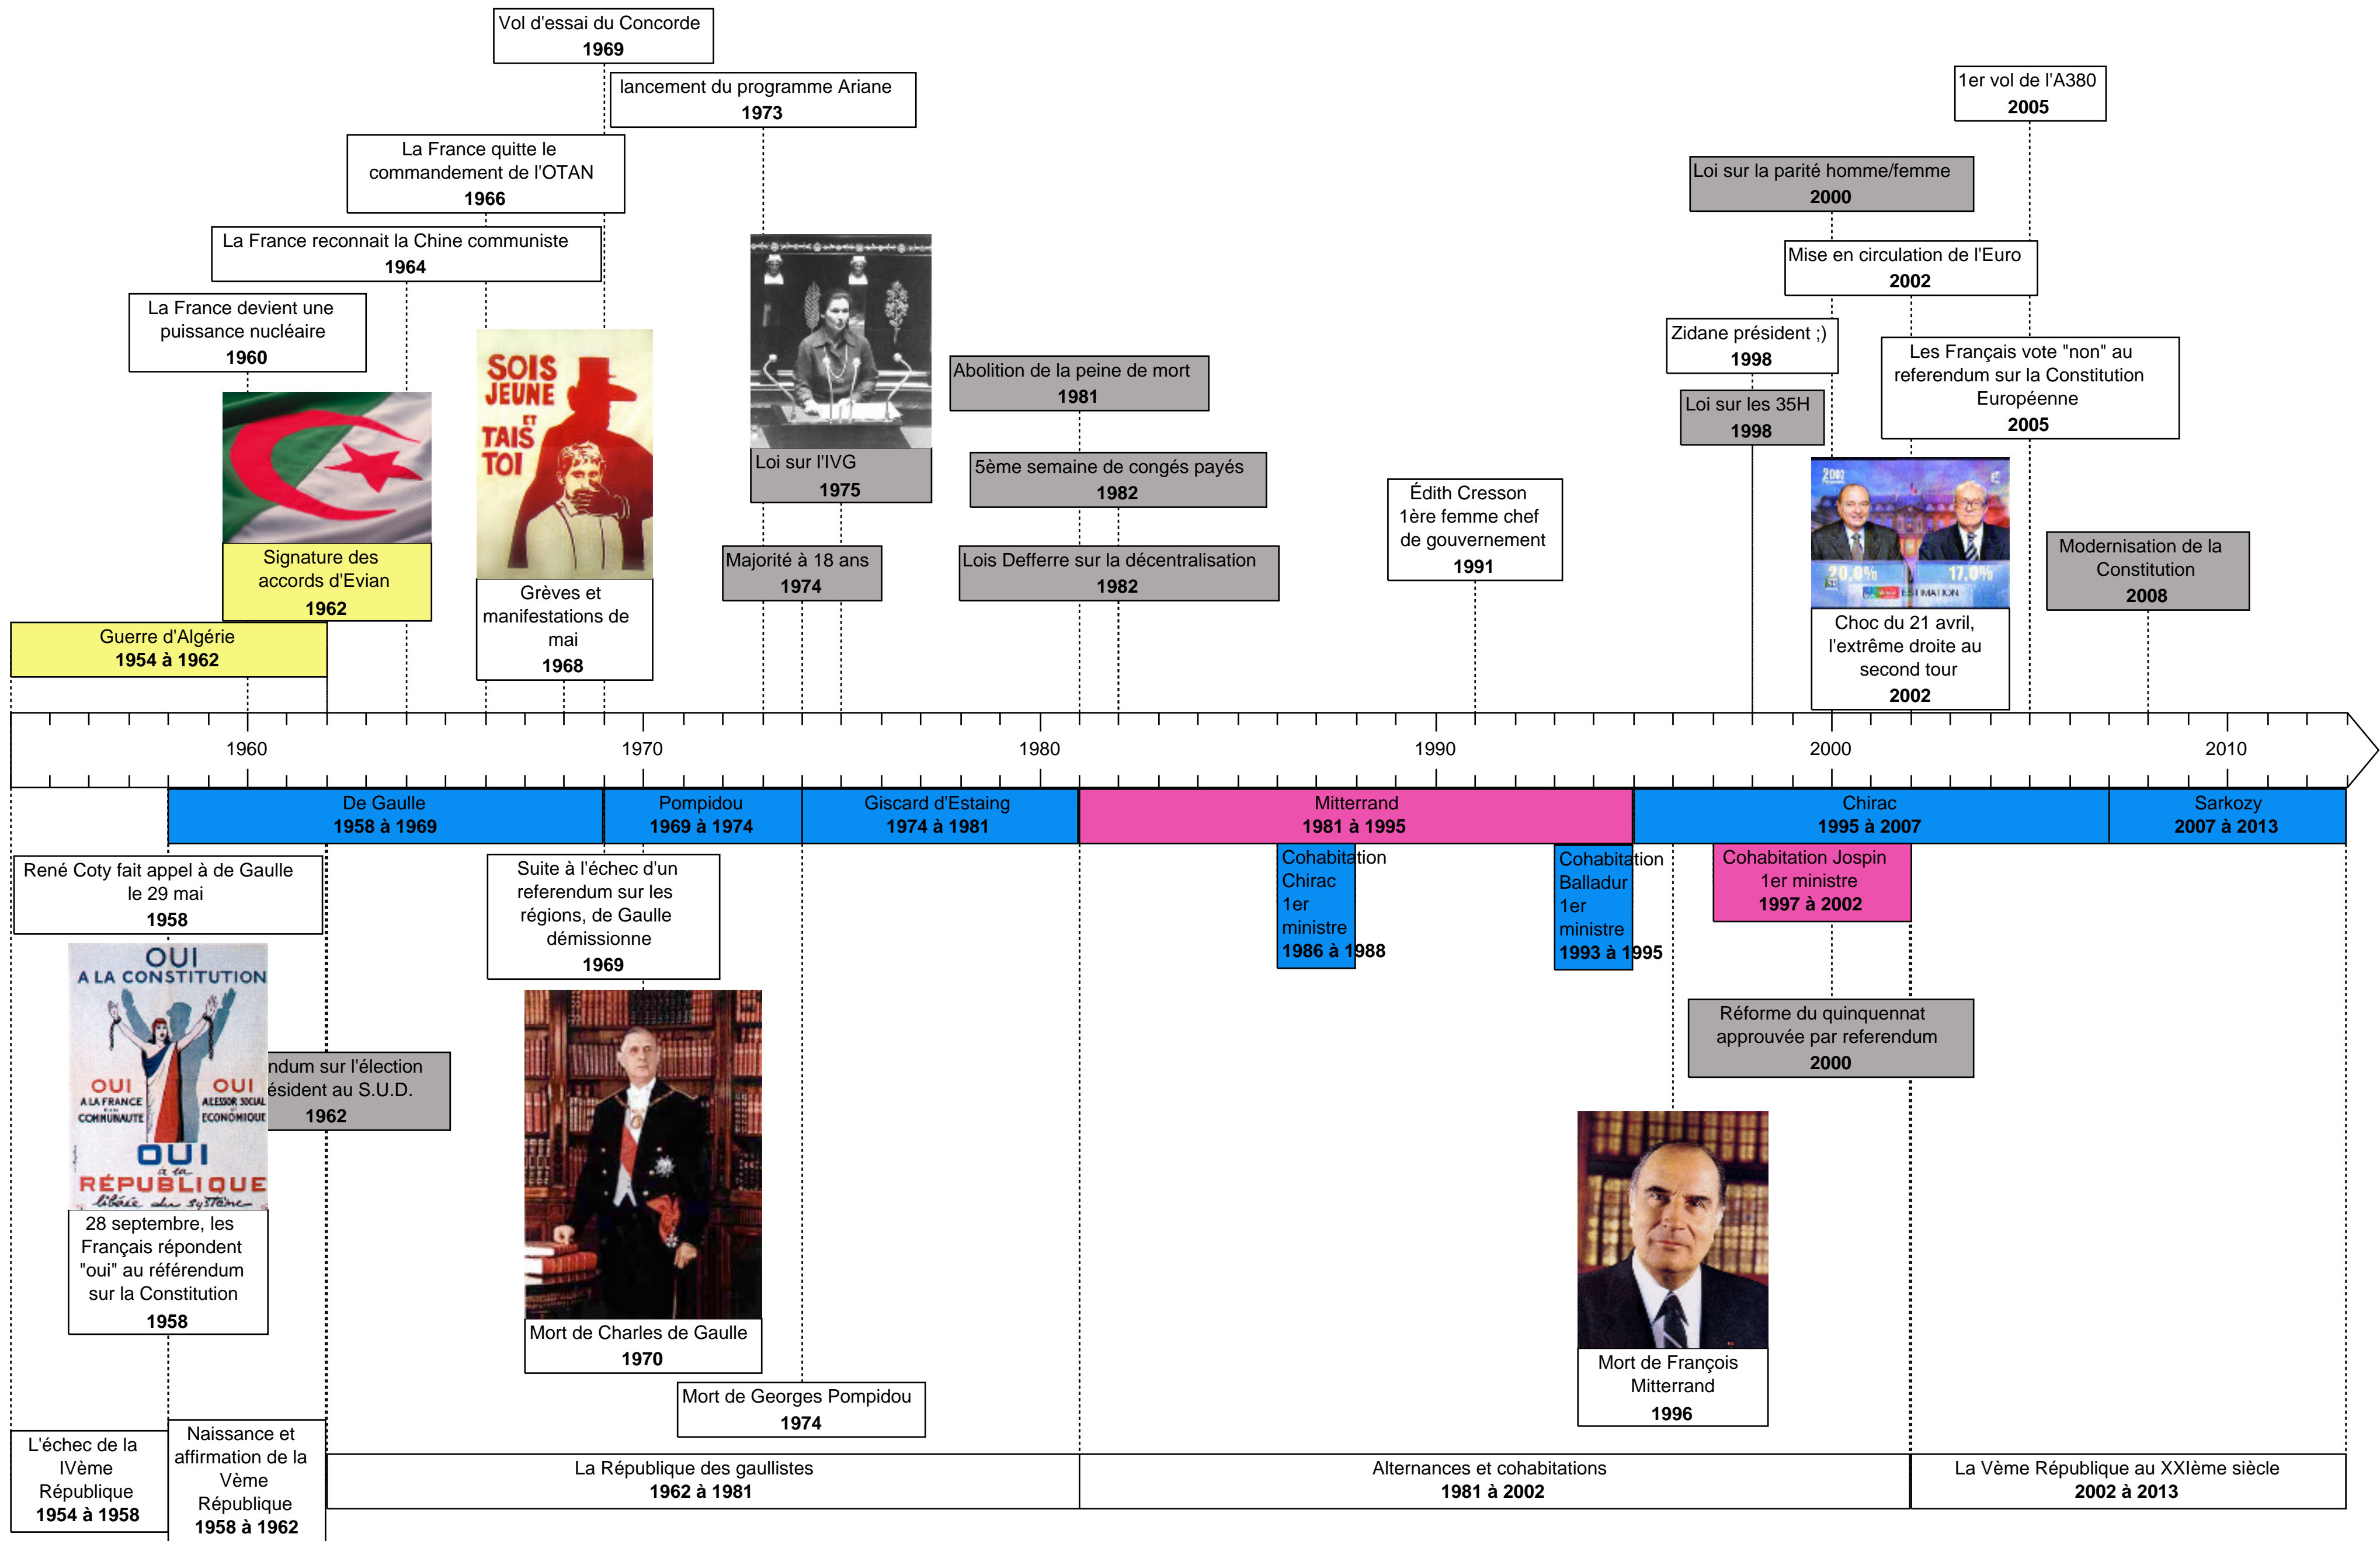 Vol d'essai du Concorde
1969
lancement du programme Ariane
1973
1er vol de l'A380
2005
La France quitte le
commandement de l'OTAN
1966
Loi sur la parité homme/femme
2000
La France reconnait la Chine communiste
1964
Mise en circulation de l'Euro
2002
La France devient une
puissance nucléaire
1960
Zidane président ;)
1998
Les Français vote "non" au
referendum sur la Constitution
Européenne
2005
SOIS
JEUNE
ET
TAIS
TOI
Abolition de la peine de mort
1981
Loi sur les 35H
1998
Loi sur l'IVG
1975
5ème semaine de congés payés
1982
Édith Cresson
1ère femme chef
de gouvernement
1991
2002
20.0%
17.0%
ESTIMATION
Signature des
accords d'Evian
1962
Majorité à 18 ans
1974
Lois Defferre sur la décentralisation
1982
Modernisation de la
Constitution
2008
Grèves et
manifestations de
mai
1968
Choc du 21 avril,
l'extrême droite au
second tour
2002
Guerre d'Algérie
1954 à 1962
1960
1970
1980
1990
2000
2010
De Gaulle
1958 à 1969
Pompidou
1969 à 1974
Giscard d'Estaing
1974 à 1981
Mitterrand
1981 à 1995
Chirac
1995 à 2007
Sarkozy
2007 à 2013
René Coty fait appel à de Gaulle
le 29 mai
1958
Suite à l'échec d'un
referendum sur les
régions, de Gaulle
démissionne
1969
Cohabitation
Chirac
1er
ministre
1986 à 1988
Cohabitation
Balladur
1er
ministre
1993 à 1995
Cohabitation Jospin
1er ministre
1997 à 2002
OUI
A LA CONSTITUTION
OUI
A LA FRANCE
COMMUNAUTE
OUI
A L'ESSOR SOCIAL
ECONOMIQUE
OUI
à la
RÉPUBLIQUE
libérée du système
ndum sur l'élection
ésident au S.U.D.
1962
Réforme du quinquennat
approuvée par referendum
2000
28 septembre, les
Français répondent
"oui" au référendum
sur la Constitution
1958
Mort de Charles de Gaulle
1970
Mort de François
Mitterrand
1996
Mort de Georges Pompidou
1974
L'échec de la
IVème
République
1954 à 1958
Naissance et
affirmation de la
Vème
République
1958 à 1962
La République des gaullistes
1962 à 1981
Alternances et cohabitations
1981 à 2002
La Vème République au XXIème siècle
2002 à 2013